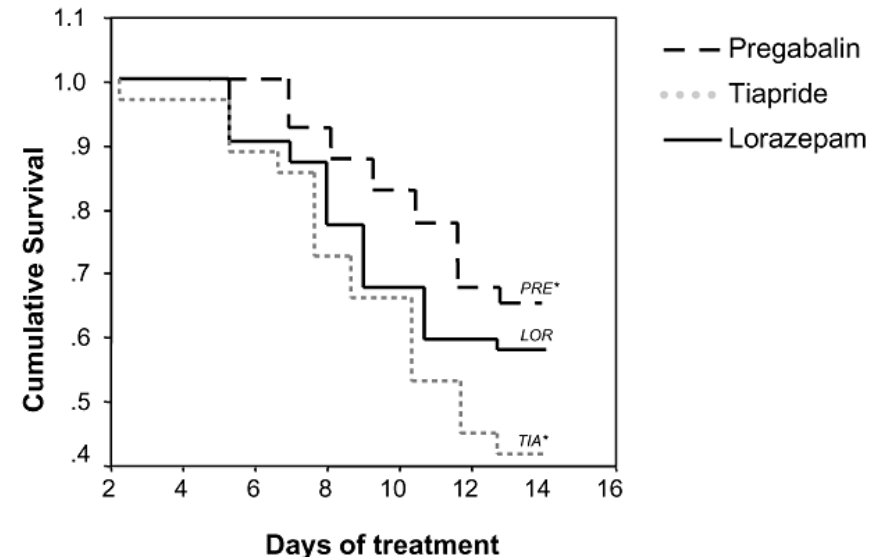 1.1
1.0
.9
.8
.7
.6
.5
.4
Cumulative Survival
2 4 6 8 10 12 14 16
Days of treatment
PRE*
LOR
TIA*
Pregabalin
Tiapride
Lorazepam